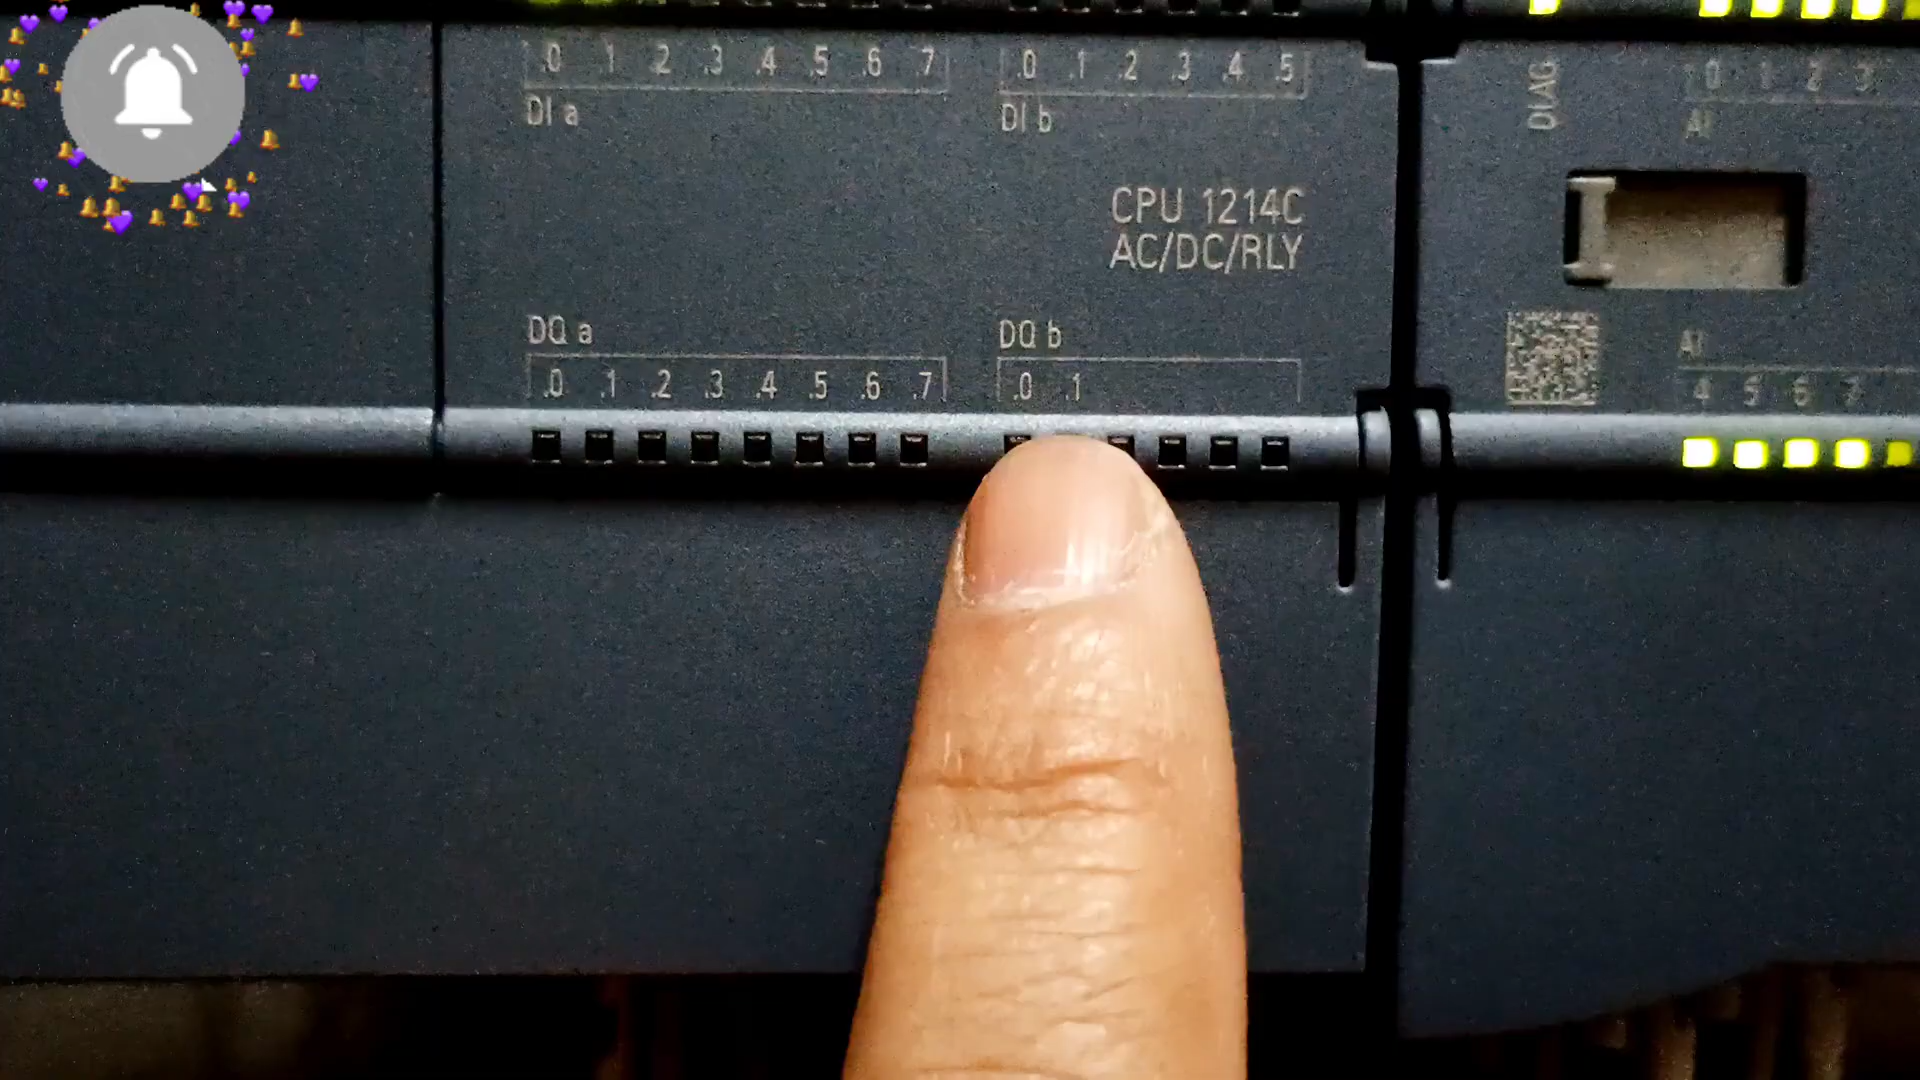 .0 .1 .2 .3 .4 .5 .6 .7
DI a
.0 .1 .2 .3 .4 .5
DI b
CPU 1214C
AC/DC/RLY
DQ a
.0 .1 .2 .3 .4 .5 .6 .7
DQ b
.0 .1
DIAG
0 1 2 3
AI
AI
4 5 6 7